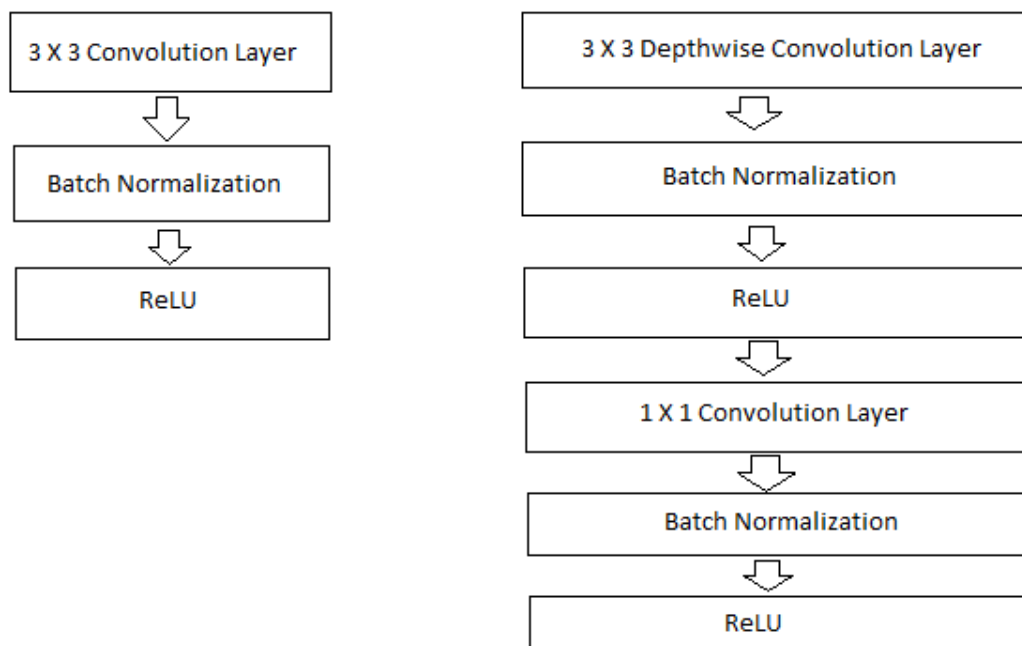 3 X 3 Convolution Layer
Batch Normalization
ReLU
3 X 3 Depthwise Convolution Layer
Batch Normalization
ReLU
1 X 1 Convolution Layer
Batch Normalization
ReLU